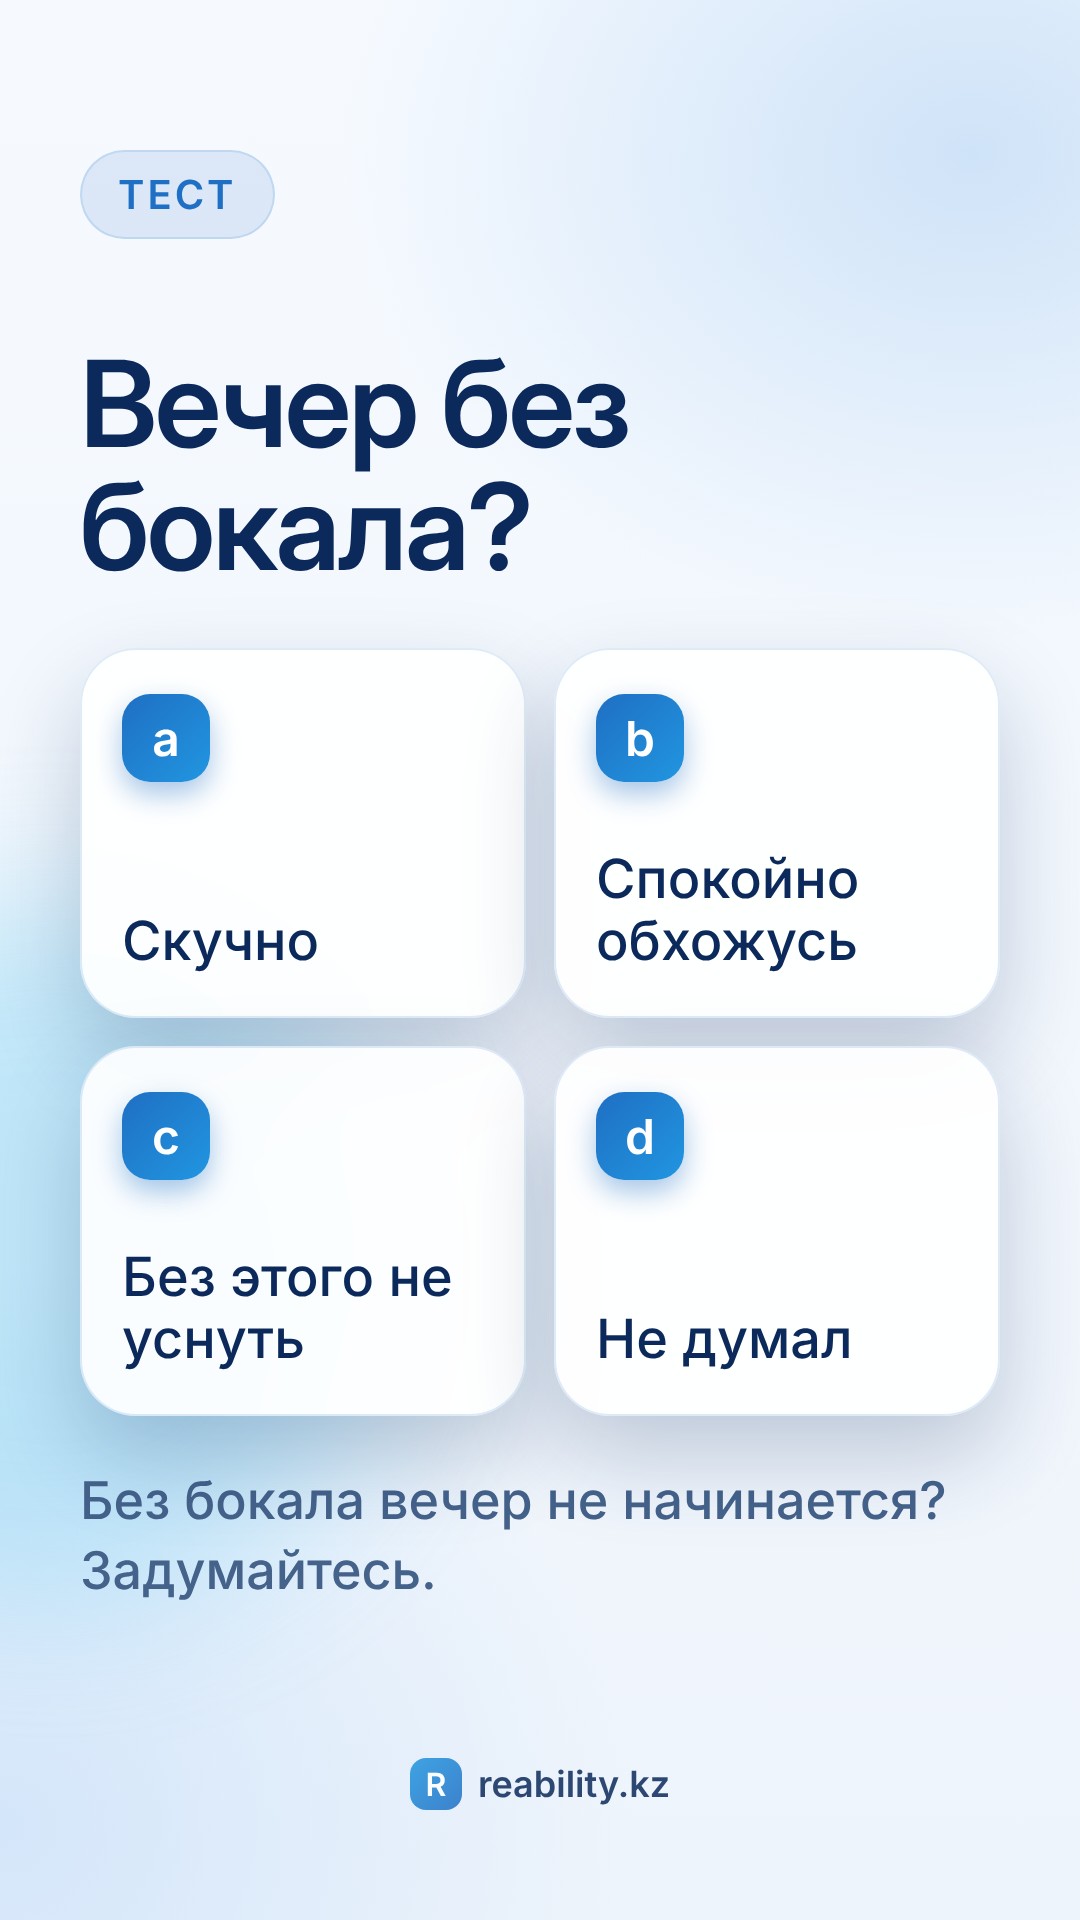 ТЕСТ
Вечер без
бокала?
a
Скучно
b
Спокойно
обхожусь
c
Без этого не
уснуть
d
Не думал
Без бокала вечер не начинается?
Задумайтесь.
R reability.kz